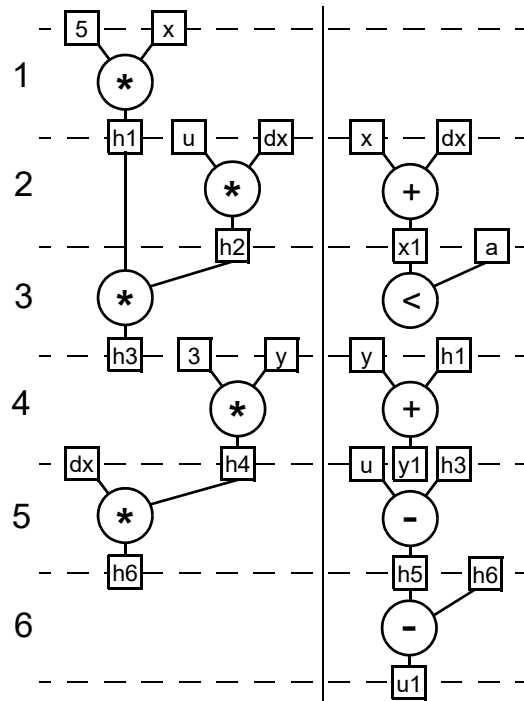 5 x
1 *
h1 u dx x dx
2 * +
h2 x1 a
3 * <
h3 3 y y h1
4 * +
dx h4 u y1 h3
5 * -
h6 h5 h6
6 -
u1